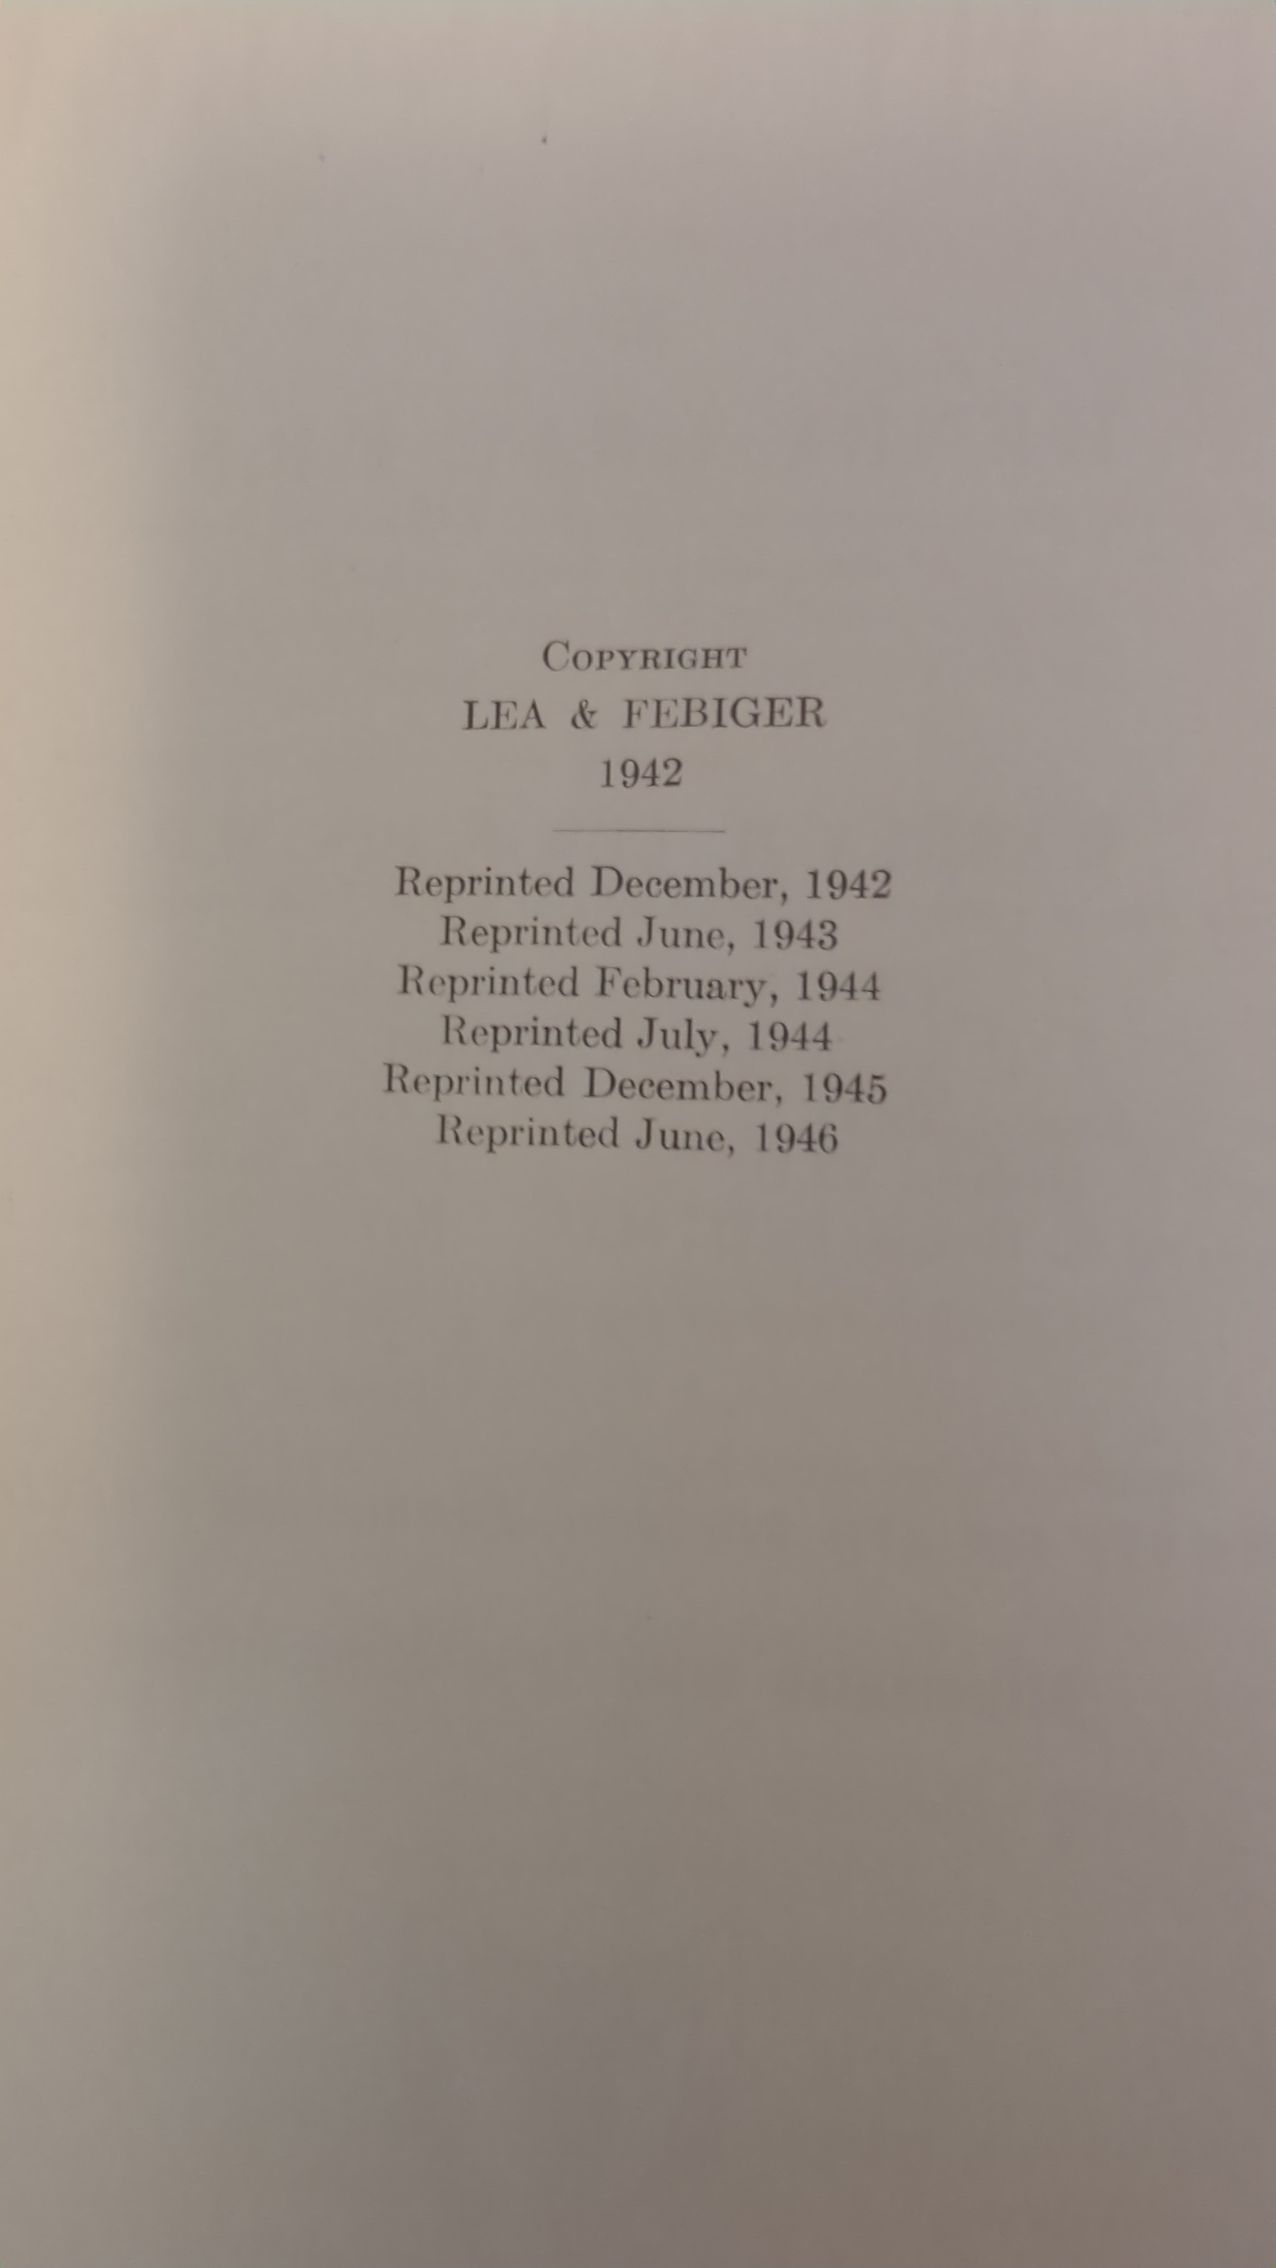 COPYRIGHT
LEA & FEBIGER
1942
Reprinted December, 1942
Reprinted June, 1943
Reprinted February, 1944
Reprinted July, 1944
Reprinted December, 1945
Reprinted June, 1946